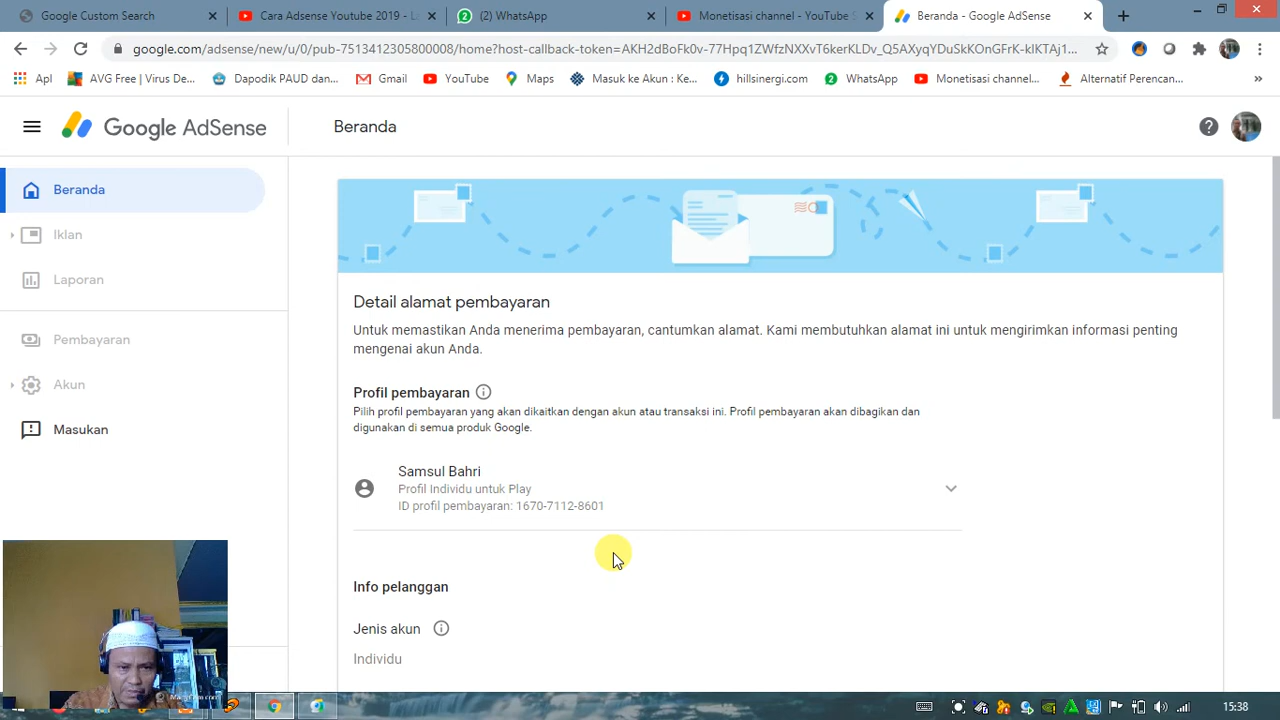 Google Custom Search
Cara Adsense Youtube 2019 - L
(2) WhatsApp
Monetisasi channel - YouTube S
Beranda - Google AdSense
google.com/adsense/new/u/0/pub-7513412305800008/home?host-callback-token=AKH2dBoFk0v-77Hpq1ZWfzNXXvT6kerKLDv_Q5AXyqYDuSkKOnGFrK-kIKTAj1...
Apl
AVG Free | Virus De...
Dapodik PAUD dan...
Gmail
YouTube
Maps
Masuk ke Akun : Ke...
hillsinergi.com
WhatsApp
Monetisasi channel...
Alternatif Perencan...
Google AdSense
Beranda
Beranda
Iklan
Laporan
Pembayaran
Akun
Masukan
Detail alamat pembayaran
Untuk memastikan Anda menerima pembayaran, cantumkan alamat. Kami membutuhkan alamat ini untuk mengirimkan informasi penting
mengenai akun Anda.
Profil pembayaran
Pilih profil pembayaran yang akan dikaitkan dengan akun atau transaksi ini. Profil pembayaran akan dibagikan dan
digunakan di semua produk Google.
Samsul Bahri
Profil Individu untuk Play
ID profil pembayaran: 1670-7112-8601
Info pelanggan
Jenis akun
Individu
15:38